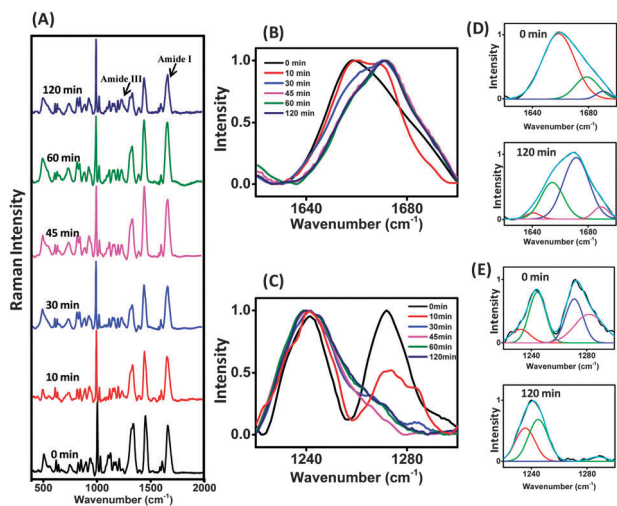 (A)
Amide I
Amide III
120 min
60 min
45 min
30 min
10 min
0 min
Raman Intensity
400 1000 1500 2000
Wavenumber (cm⁻¹)
(B)
0 min
10 min
30 min
45 min
60 min
120 min
Intensity
1.0
0.5
0.0
1640 1680
Wavenumber (cm⁻¹)
(C)
0min
10min
30min
45min
60min
120min
Intensity
1.0
0.5
0.0
1240 1280
Wavenumber (cm⁻¹)
(D)
0 min
Intensity
1
0
1640 1680
Wavenumber (cm⁻¹)
120 min
Intensity
1
0
1640 1680
Wavenumber (cm⁻¹)
(E)
0 min
Intensity
1
0
1240 1280
Wavenumber (cm⁻¹)
120 min
Intensity
1
0
1240 1280
Wavenumber (cm⁻¹)